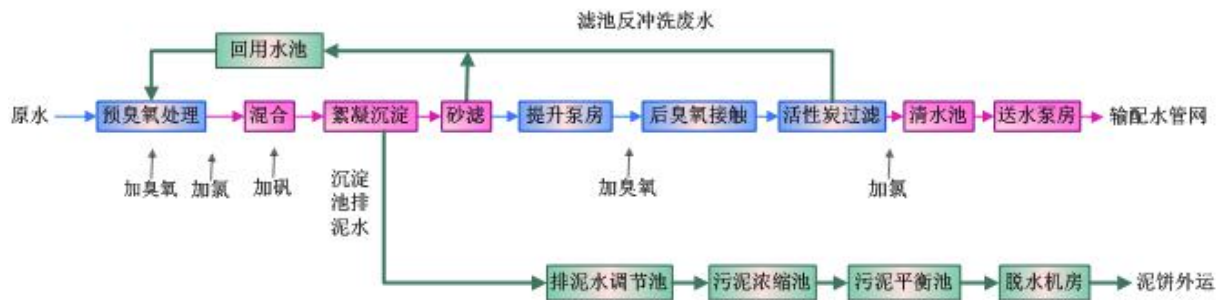 滤池反冲洗废水
回用水池
原水
预臭氧处理
混合
絮凝沉淀
砂滤
提升泵房
后臭氧接触
活性炭过滤
清水池
送水泵房
输配水管网
加臭氧
加氯
加矾
沉淀
池排
泥水
加臭氧
加氯
排泥水调节池
污泥浓缩池
污泥平衡池
脱水机房
泥饼外运